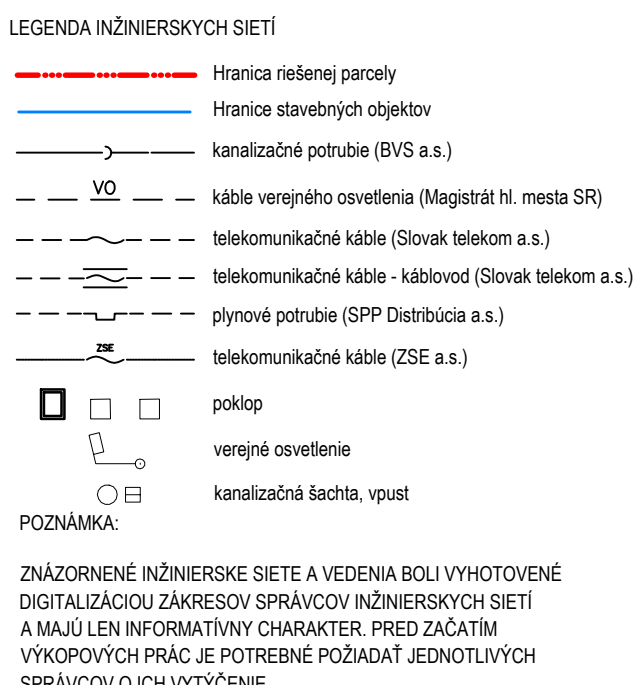 LEGENDA INŽINIERSKYCH SIETÍ
Hranica riešenej parcely
Hranice stavebných objektov
kanalizačné potrubie (BVS a.s.)
VO káble verejného osvetlenia (Magistrát hl. mesta SR)
telekomunikačné káble (Slovak telekom a.s.)
telekomunikačné káble - káblovod (Slovak telekom a.s.)
plynové potrubie (SPP Distribúcia a.s.)
ZSE telekomunikačné káble (ZSE a.s.)
poklop
verejné osvetlenie
kanalizačná šachta, vpust
POZNÁMKA:
ZNÁZORNENÉ INŽINIERSKE SIETE A VEDENIA BOLI VYHOTOVENÉ
DIGITALIZÁCIOU ZÁKRESOV SPRÁVCOV INŽINIERSKYCH SIETÍ
A MAJÚ LEN INFORMATÍVNY CHARAKTER. PRED ZAČATÍM
VÝKOPOVÝCH PRÁC JE POTREBNÉ POŽIADAŤ JEDNOTLIVÝCH
SPRÁVCOV O ICH VYTÝČENIE